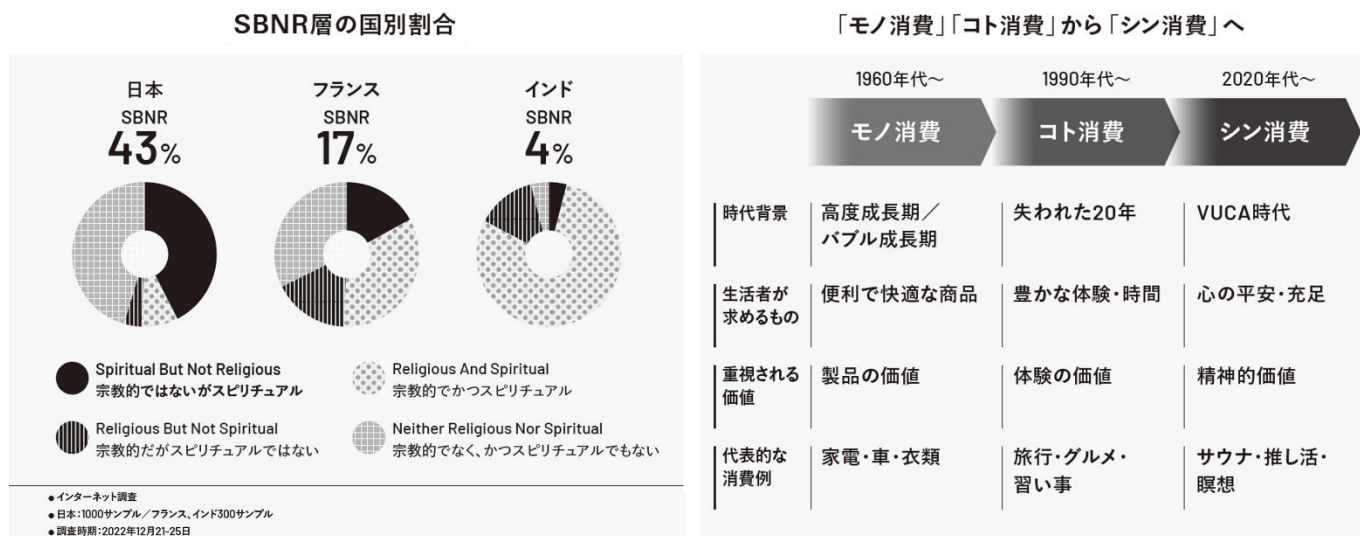 SBNR層の国別割合
日本
SBNR
43%
フランス
SBNR
17%
インド
SBNR
4%
Spiritual But Not Religious
宗教的ではないがスピリチュアル
Religious And Spiritual
宗教的でかつスピリチュアル
Religious But Not Spiritual
宗教的だがスピリチュアルではない
Neither Religious Nor Spiritual
宗教的でなく、かつスピリチュアルでもない
●インターネット調査
●日本:1000サンプル／フランス、インド300サンプル
●調査時期:2022年12月21-25日
「モノ消費」「コト消費」から「シン消費」へ
1960年代〜
1990年代〜
2020年代〜
モノ消費
コト消費
シン消費
時代背景
高度成長期／
バブル成長期
失われた20年
VUCA時代
生活者が
求めるもの
便利で快適な商品
豊かな体験・時間
心の平安・充足
重視される
価値
製品の価値
体験の価値
精神的価値
代表的な
消費例
家電・車・衣類
旅行・グルメ・
習い事
サウナ・推し活・
瞑想